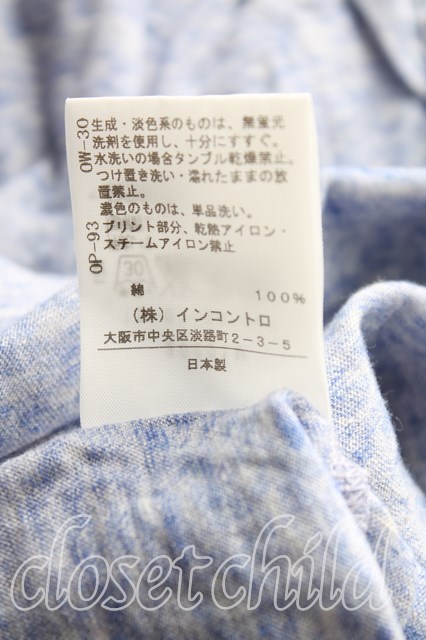 OW-30
生成・淡色系のものは、無蛍光
洗剤を使用し、十分にすすぐ。
水洗いの場合タンブル乾燥禁止。
つけ置き洗い・濡れたままの放
置禁止。
濃色のものは、単品洗い。
OP-93
プリント部分、乾熱アイロン・
スチームアイロン禁止
30
綿 100%
(株) インコントロ
大阪市中央区淡路町2-3-5
日本製
closet child